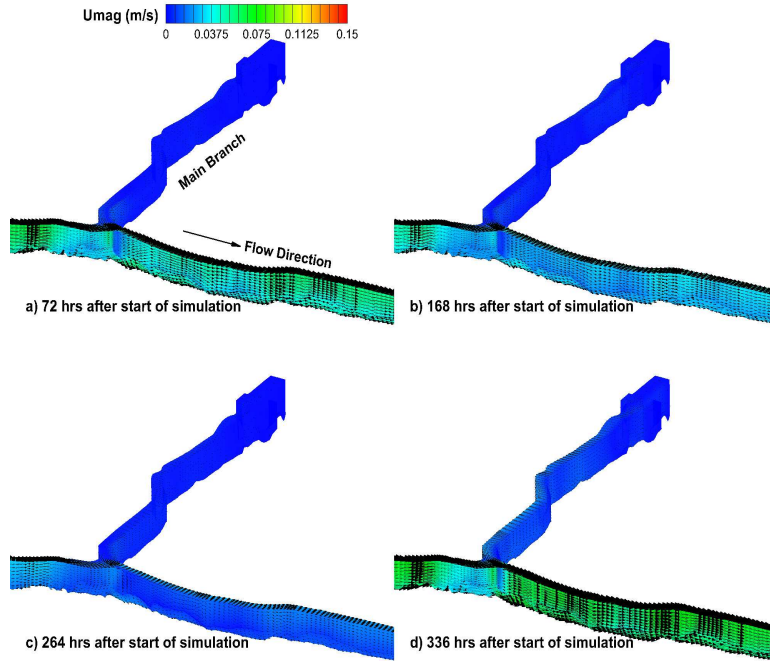 Umag (m/s)
0 0.0375 0.075 0.1125 0.15
Main Branch
Flow Direction
a) 72 hrs after start of simulation
b) 168 hrs after start of simulation
c) 264 hrs after start of simulation
d) 336 hrs after start of simulation